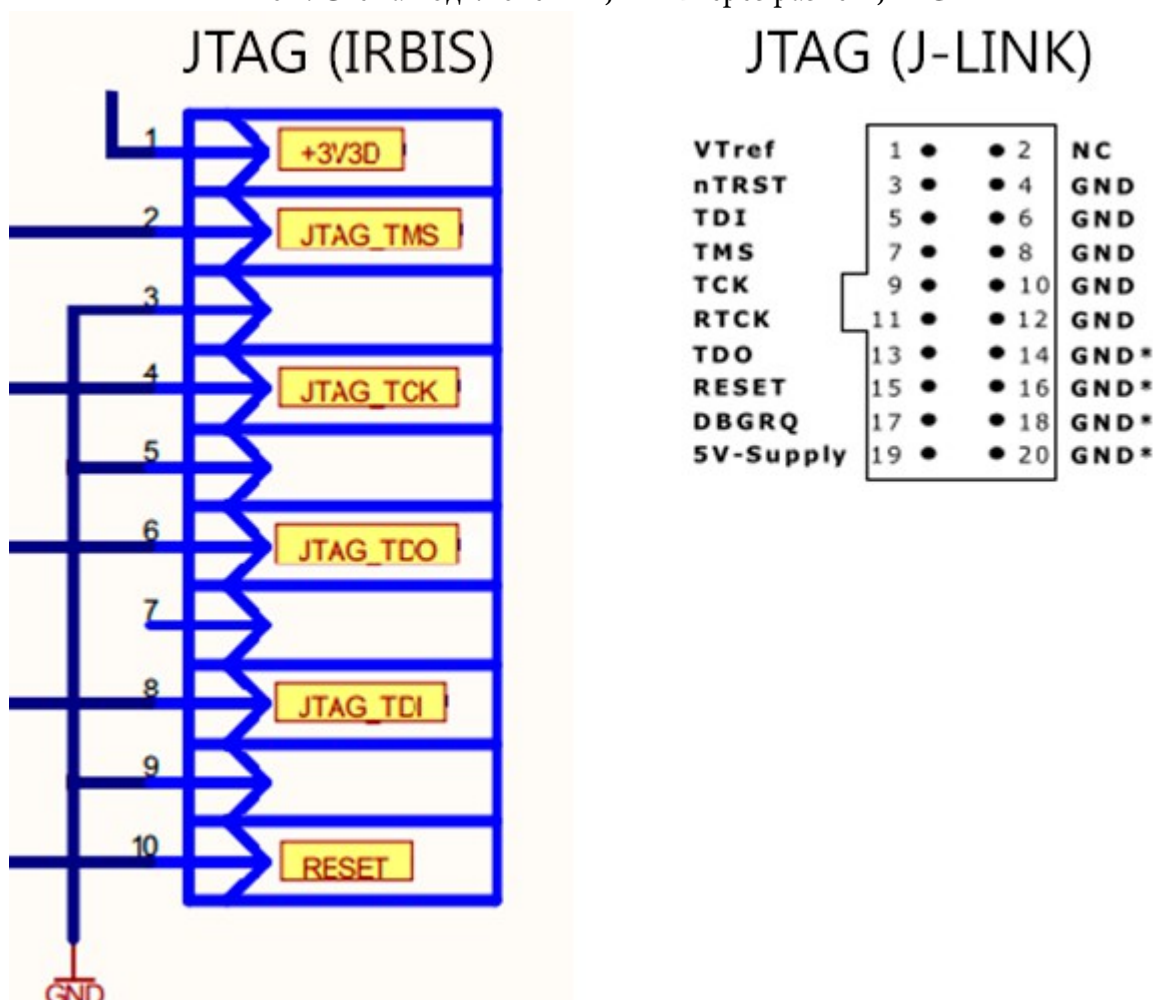 JTAG (IRBIS)
1 +3V3D
2 JTAG_TMS
3
4 JTAG_TCK
5
6 JTAG_TDO
7
8 JTAG_TDI
9
10 RESET
GND
JTAG (J-LINK)
VTref 1 2 NC
nTRST 3 4 GND
TDI 5 6 GND
TMS 7 8 GND
TCK 9 10 GND
RTCK 11 12 GND
TDO 13 14 GND*
RESET 15 16 GND*
DBGRQ 17 18 GND*
5V-Supply 19 20 GND*